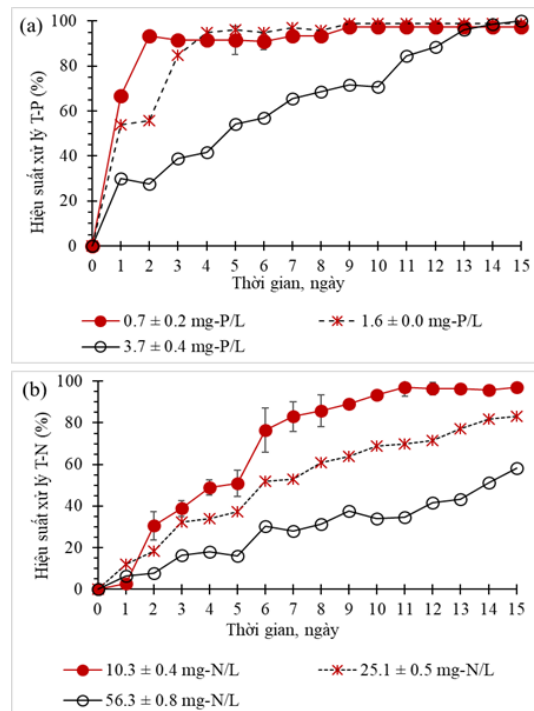 (a)
Hiệu suất xử lý T-P (%)
100
80
60
40
20
0
0 1 2 3 4 5 6 7 8 9 10 11 12 13 14 15
Thời gian, ngày
0.7 ± 0.2 mg-P/L 1.6 ± 0.0 mg-P/L
3.7 ± 0.4 mg-P/L
(b)
Hiệu suất xử lý T-N (%)
100
80
60
40
20
0
0 1 2 3 4 5 6 7 8 9 10 11 12 13 14 15
Thời gian, ngày
10.3 ± 0.4 mg-N/L 25.1 ± 0.5 mg-N/L
56.3 ± 0.8 mg-N/L